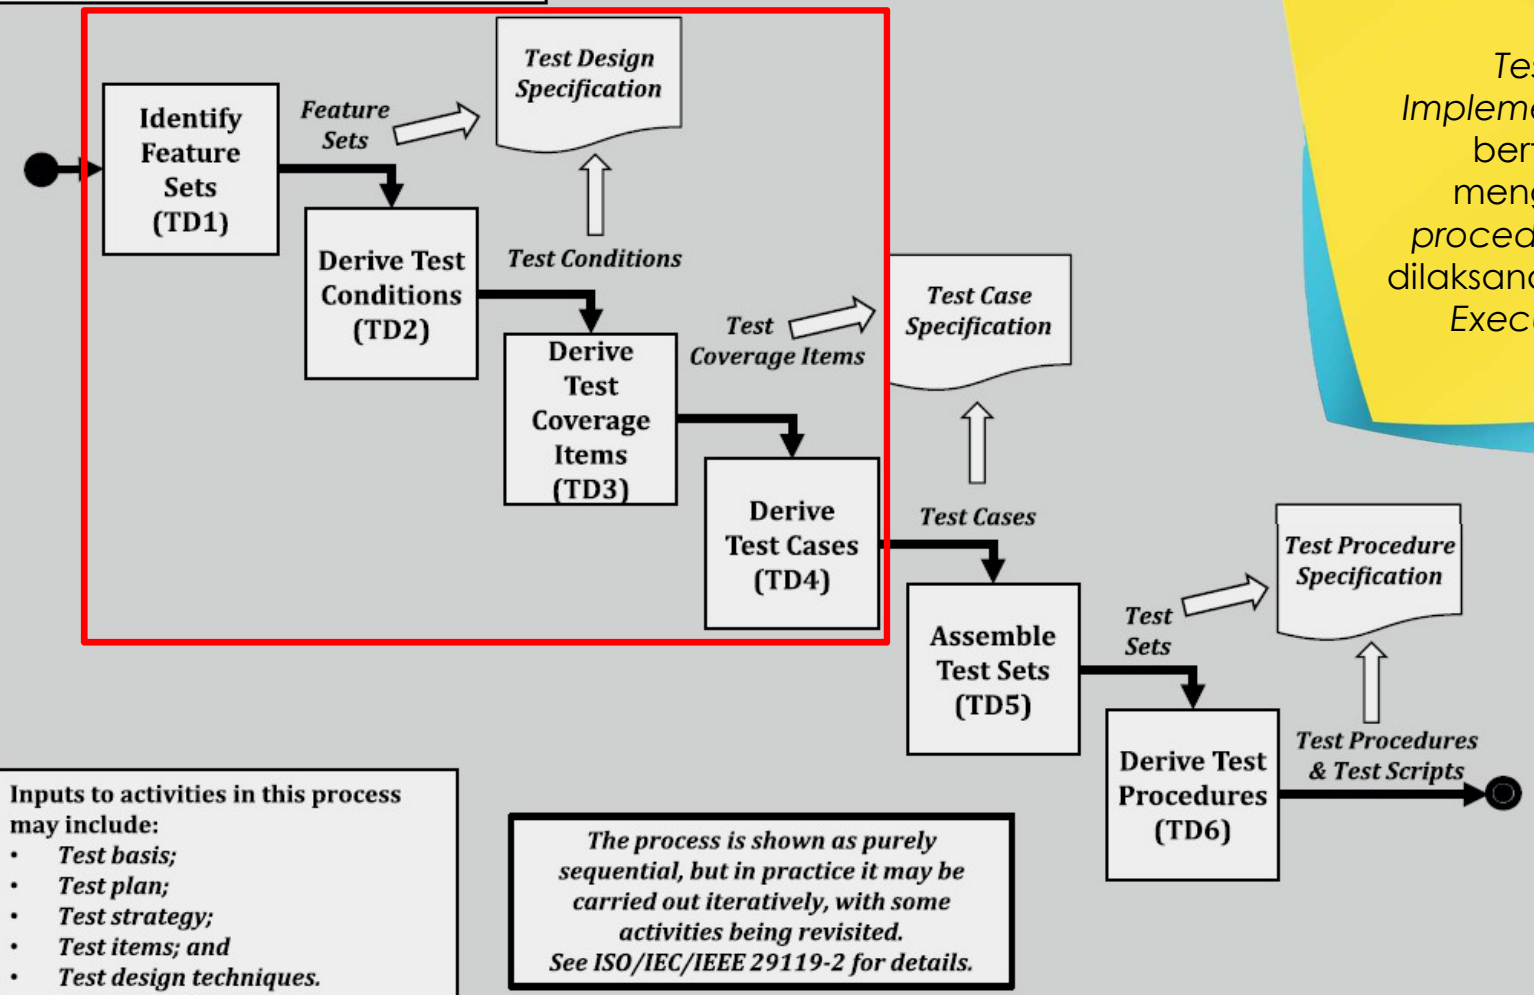 Identify
Feature
Sets
(TD1)
Feature
Sets
Test Design
Specification
Derive Test
Conditions
(TD2)
Test Conditions
Derive
Test
Coverage
Items
(TD3)
Test
Coverage Items
Test Case
Specification
Derive
Test Cases
(TD4)
Test Cases
Assemble
Test Sets
(TD5)
Test
Sets
Test Procedure
Specification
Derive Test
Procedures
(TD6)
Test Procedures
& Test Scripts
Inputs to activities in this process
may include:
• Test basis;
• Test plan;
• Test strategy;
• Test items; and
• Test design techniques.
The process is shown as purely
sequential, but in practice it may be
carried out iteratively, with some
activities being revisited.
See ISO/IEC/IEEE 29119-2 for details.